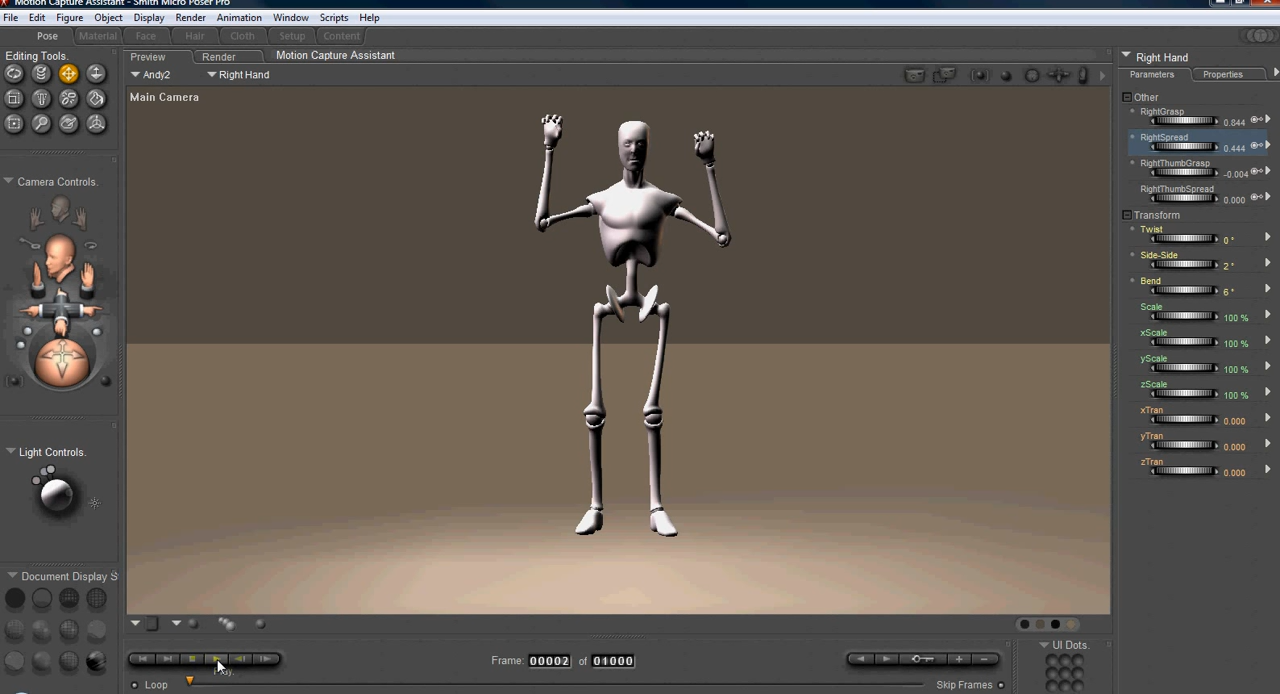 Motion Capture Assistant - Smith Micro Poser Pro
File Edit Figure Object Display Render Animation Window Scripts Help
Pose Material Face Hair Cloth Setup Content
Editing Tools.
Preview Render Motion Capture Assistant
Andy2 Right Hand
Main Camera
Camera Controls.
Light Controls.
Document Display S
Right Hand
Parameters Properties
Other
RightGrasp
0.844
RightSpread
0.444
RightThumbGrasp
-0.004
RightThumbSpread
0.000
Transform
Twist
0 °
Side-Side
2 °
Bend
6 °
Scale
100 %
xScale
100 %
yScale
100 %
zScale
100 %
xTran
0.000
yTran
0.000
zTran
0.000
Frame: 00002 of 01000
Play.
Loop
Skip Frames
UI Dots.